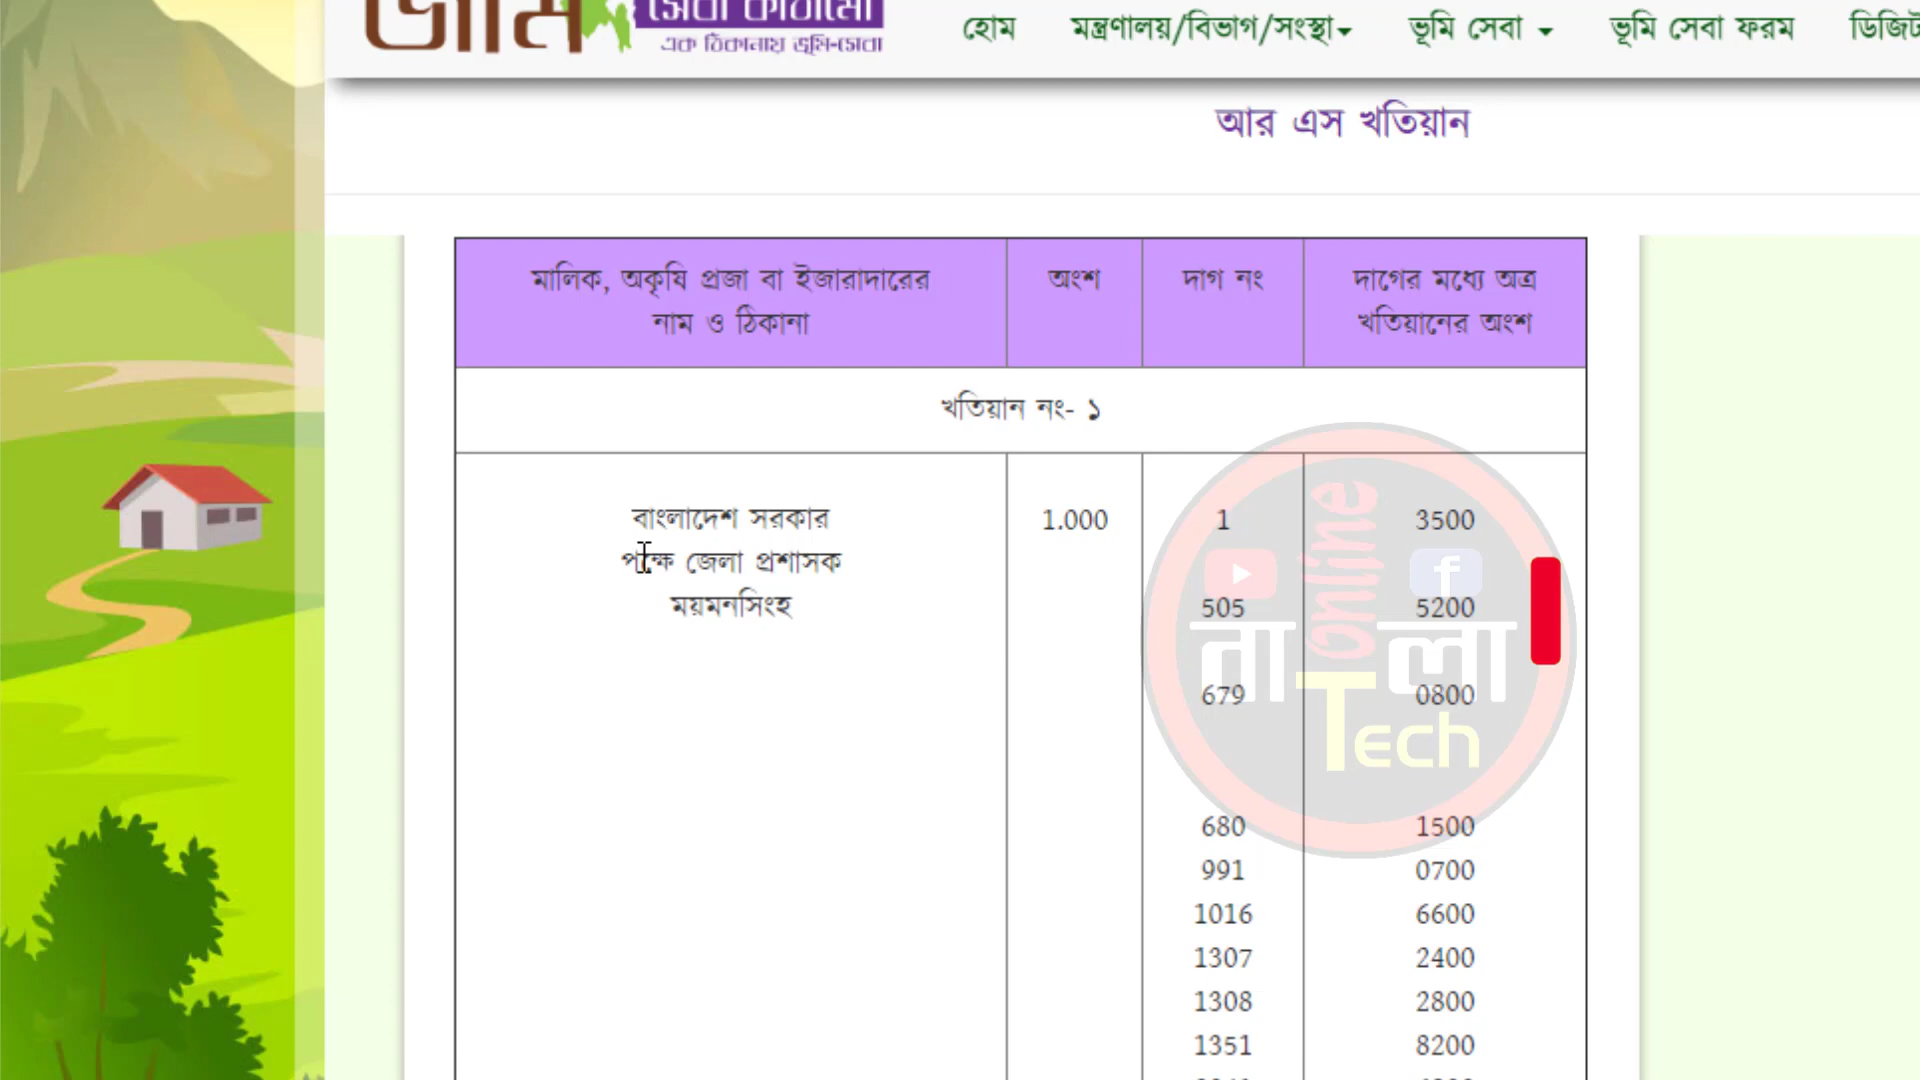 ভূমি সেবা কাঠামো
এক ঠিকানায় ভূমি-সেবা
হোম মন্ত্রণালয়/বিভাগ/সংস্থা ভূমি সেবা ভূমি সেবা ফরম
আর এস খতিয়ান
মালিক, অকৃষি প্রজা বা ইজারাদারের নাম ও ঠিকানা অংশ দাগ নং দাগের মধ্যে অত্র খতিয়ানের অংশ
খতিয়ান নং- ১
বাংলাদেশ সরকার 1.000 1 3500
পক্ষে জেলা প্রশাসক
ময়মনসিংহ 505 5200
679 0800
680 1500
991 0700
1016 6600
1307 2400
1308 2800
1351 8200
online
নালা
Tech